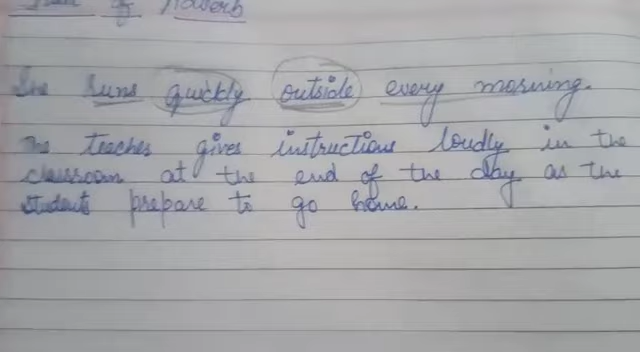 of Adverb
She runs quickly outside every morning.
The teacher gives instructions loudly in the
classroom at the end of the day as the
students prepare to go home.